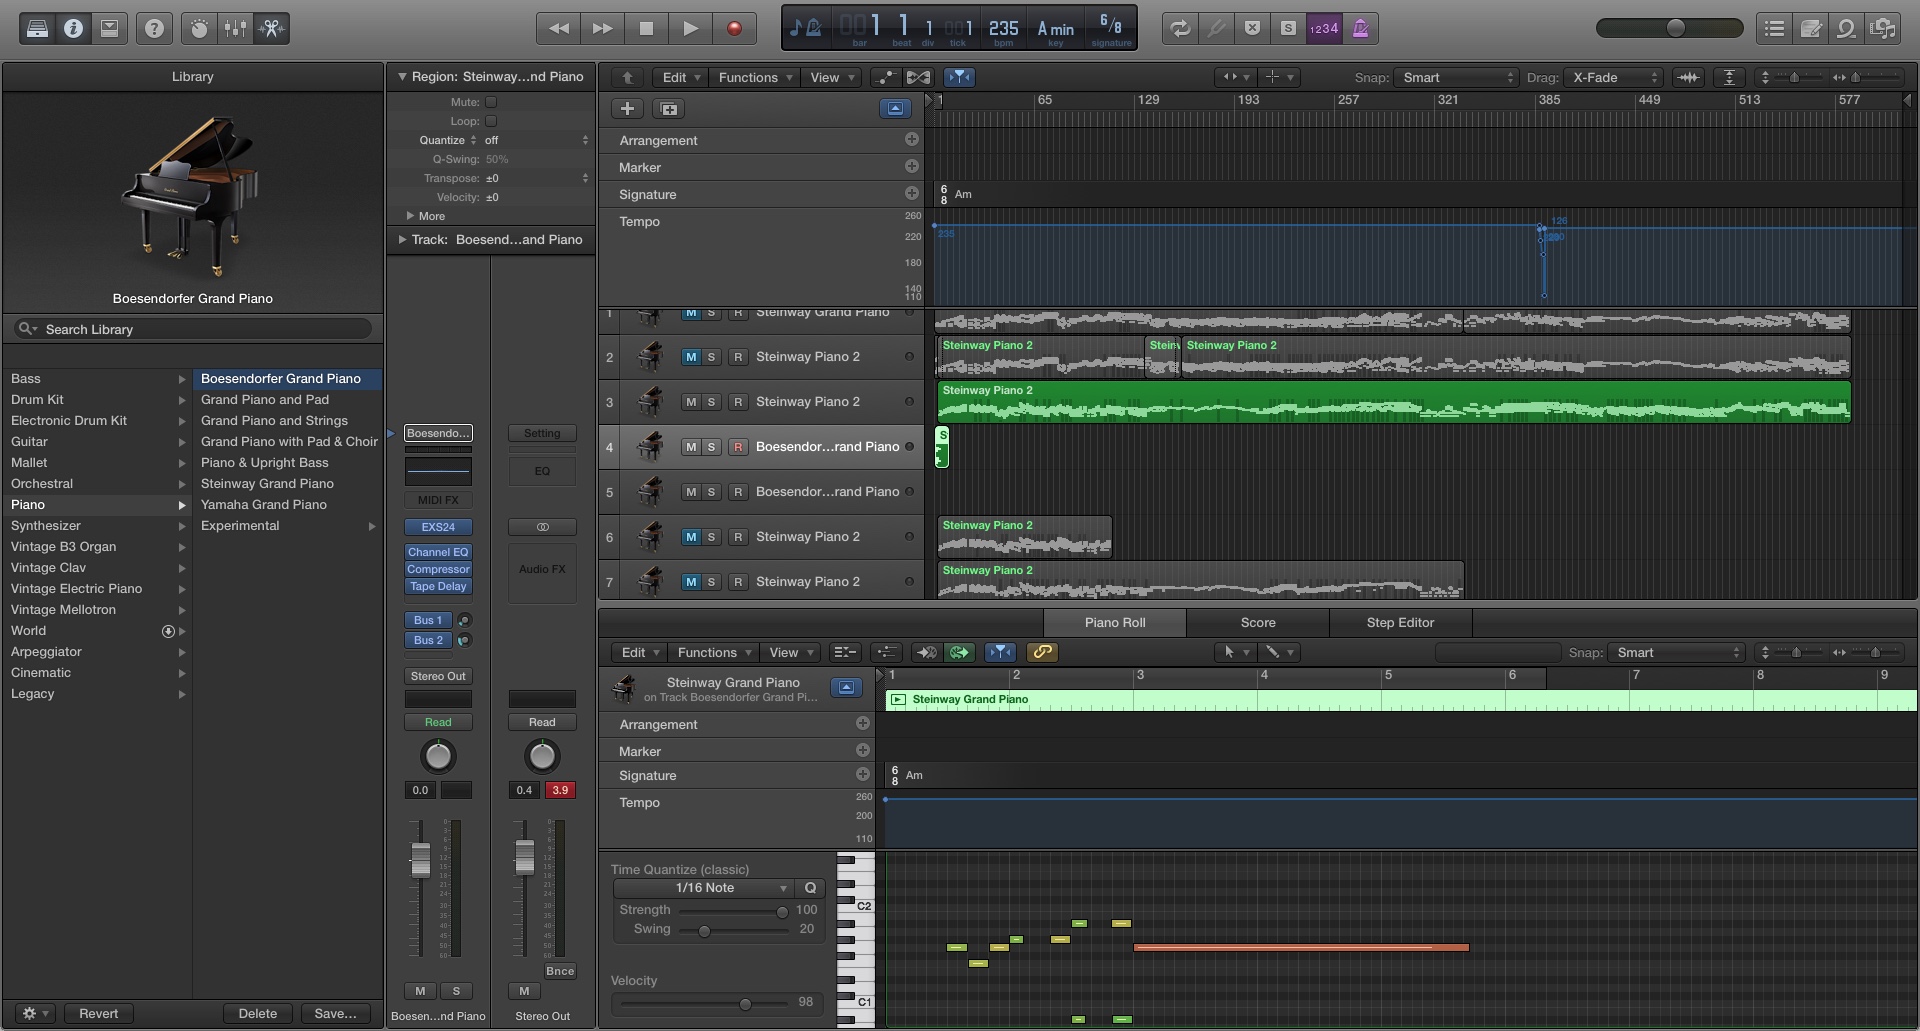 1 1 1 1 235 A min 6/8
bar beat div tick bpm key signature
S 1234
Library
Boesendorfer Grand Piano
Search Library
Bass
Drum Kit
Electronic Drum Kit
Guitar
Mallet
Orchestral
Piano
Synthesizer
Vintage B3 Organ
Vintage Clav
Vintage Electric Piano
Vintage Mellotron
World
Arpeggiator
Cinematic
Legacy
Boesendorfer Grand Piano
Grand Piano and Pad
Grand Piano and Strings
Grand Piano with Pad & Choir
Piano & Upright Bass
Steinway Grand Piano
Yamaha Grand Piano
Experimental
Revert Delete Save...
Region: Steinway...nd Piano
Mute:
Loop:
Quantize off
Q-Swing: 50%
Transpose: ±0
Velocity: ±0
More
Track: Boesend...and Piano
Boesendo... Setting
EQ
MIDI FX
EXS24
Channel EQ
Compressor Audio FX
Tape Delay
Bus 1
Bus 2
Stereo Out
Read Read
0.0 0.4 3.9
Bnce
M S M
Boesen...nd Piano Stereo Out
Edit Functions View Snap: Smart Drag: X-Fade
1 65 129 193 257 321 385 449 513 577
Arrangement
Marker
Signature 6/8 Am
Tempo 260 220 180 140 110
235 126
1 M S R Steinway Grand Piano
2 M S R Steinway Piano 2 Steinway Piano 2 Steinw Steinway Piano 2
3 M S R Steinway Piano 2 Steinway Piano 2
4 M S R Boesendor...rand Piano S
5 M S R Boesendor...rand Piano
6 M S R Steinway Piano 2 Steinway Piano 2
7 M S R Steinway Piano 2 Steinway Piano 2
Piano Roll Score Step Editor
Edit Functions View Snap: Smart
1 2 3 4 5 6 7 8 9
Steinway Grand Piano
on Track Boesendorfer Grand Pi...
Steinway Grand Piano
Arrangement
Marker
Signature 6/8 Am
Tempo 260 200 110
Time Quantize (classic)
1/16 Note Q
Strength 100
Swing 20
Velocity
98
C2
C1